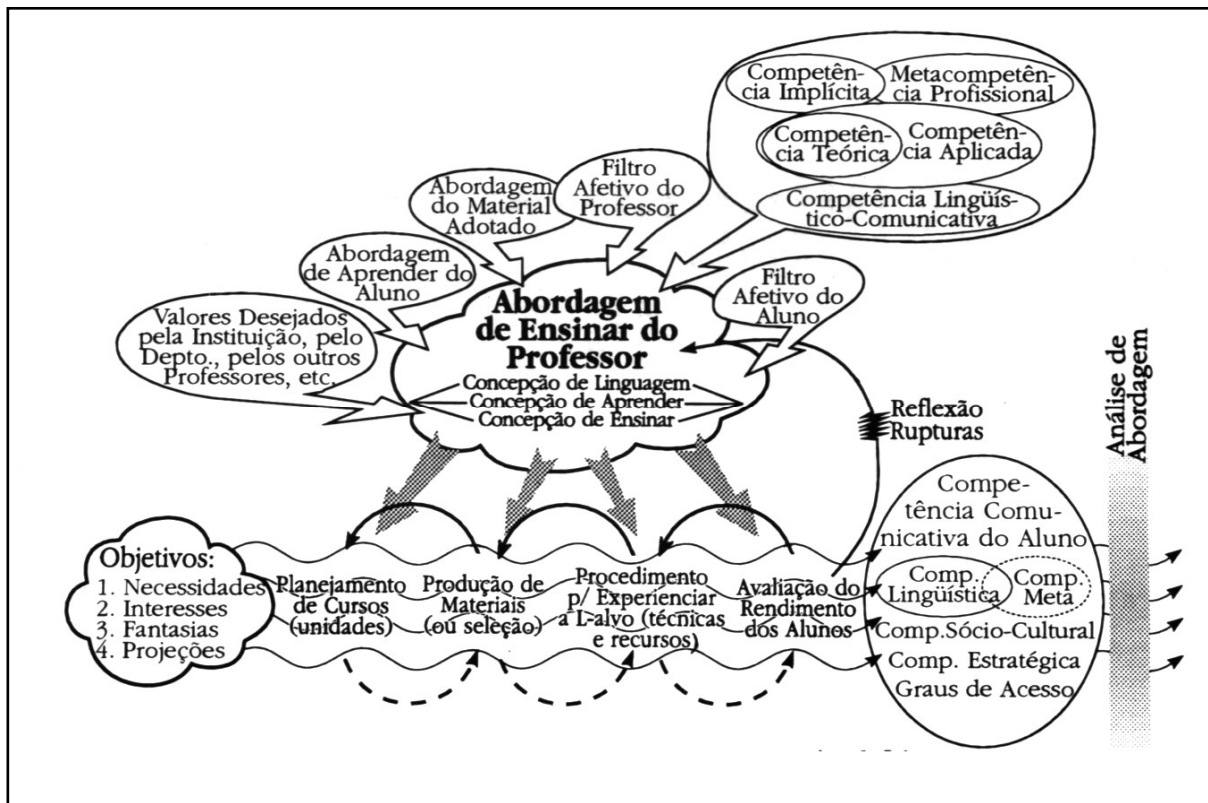 Competên-
cia Implícita
Metacompetên-
cia Profissional
Competên-
cia Teórica
Competên-
cia Aplicada
Competência Lingüís-
tico-Comunicativa
Filtro
Afetivo do
Professor
Abordagem
do Material
Adotado
Abordagem
de Aprender do
Aluno
Valores Desejados
pela Instituição, pelo
Depto., pelos outros
Professores, etc.
Filtro
Afetivo do
Aluno
Abordagem
de Ensinar do
Professor
Concepção de Linguagem
Concepção de Aprender
Concepção de Ensinar
Reflexão
Rupturas
Análise de
Abordagem
Objetivos:
1. Necessidades
2. Interesses
3. Fantasias
4. Projeções
Planejamento
de Cursos
(unidades)
Produção de
Materiais
(ou seleção)
Procedimento
p/ Experienciar
a L-alvo (técnicas
e recursos)
Avaliação do
Rendimento
dos Alunos
Compe-
tência Comu-
nicativa do Aluno
Comp.
Lingüística
Comp.
Meta
Comp.Sócio-Cultural
Comp. Estratégica
Graus de Acesso